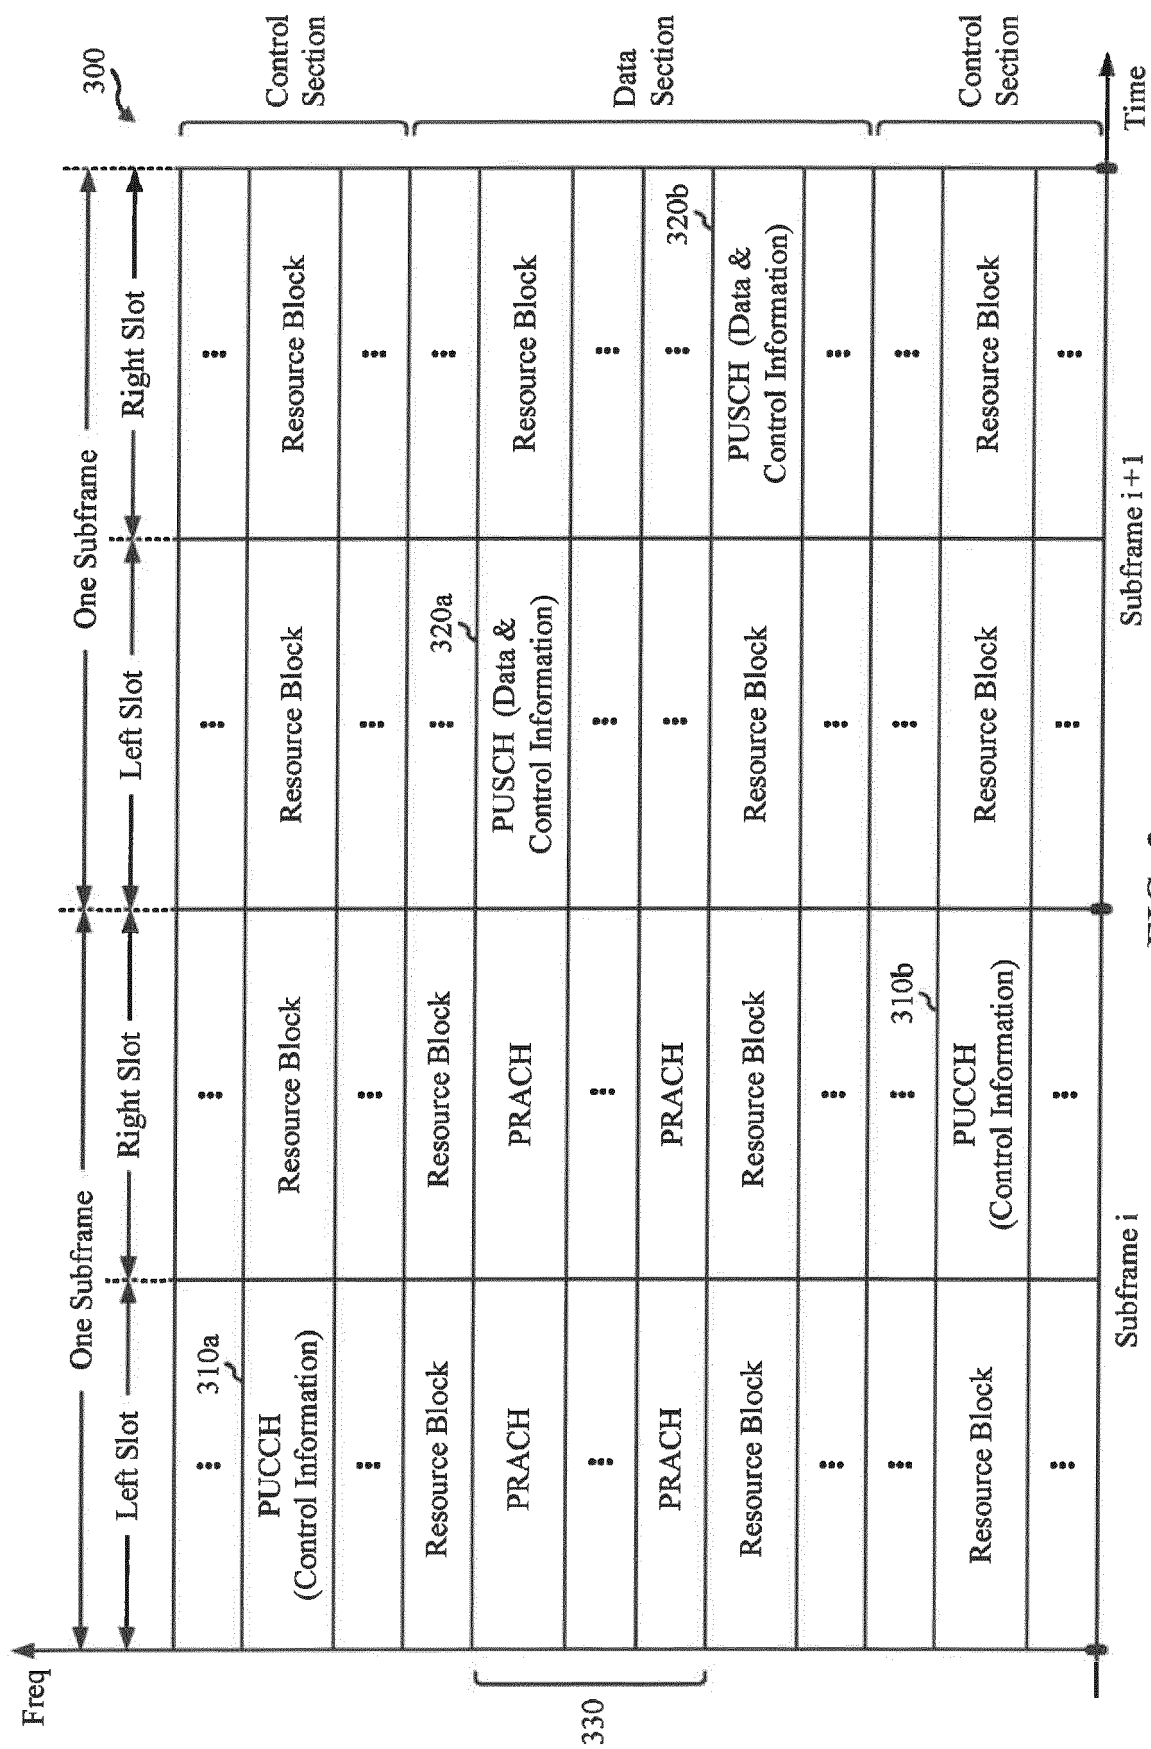 300
Freq
One Subframe
One Subframe
Left Slot
Right Slot
Left Slot
Right Slot
310a
PUCCH
(Control Information)
Resource Block
Resource Block
Resource Block
Control
Section
Resource Block
Resource Block
320a
PRACH
PRACH
PUSCH (Data &
Control Information)
Resource Block
330
Data
Section
PRACH
PRACH
320b
Resource Block
Resource Block
Resource Block
PUSCH (Data &
Control Information)
310b
Resource Block
PUCCH
(Control Information)
Resource Block
Resource Block
Control
Section
Time
Subframe i
Subframe i+1